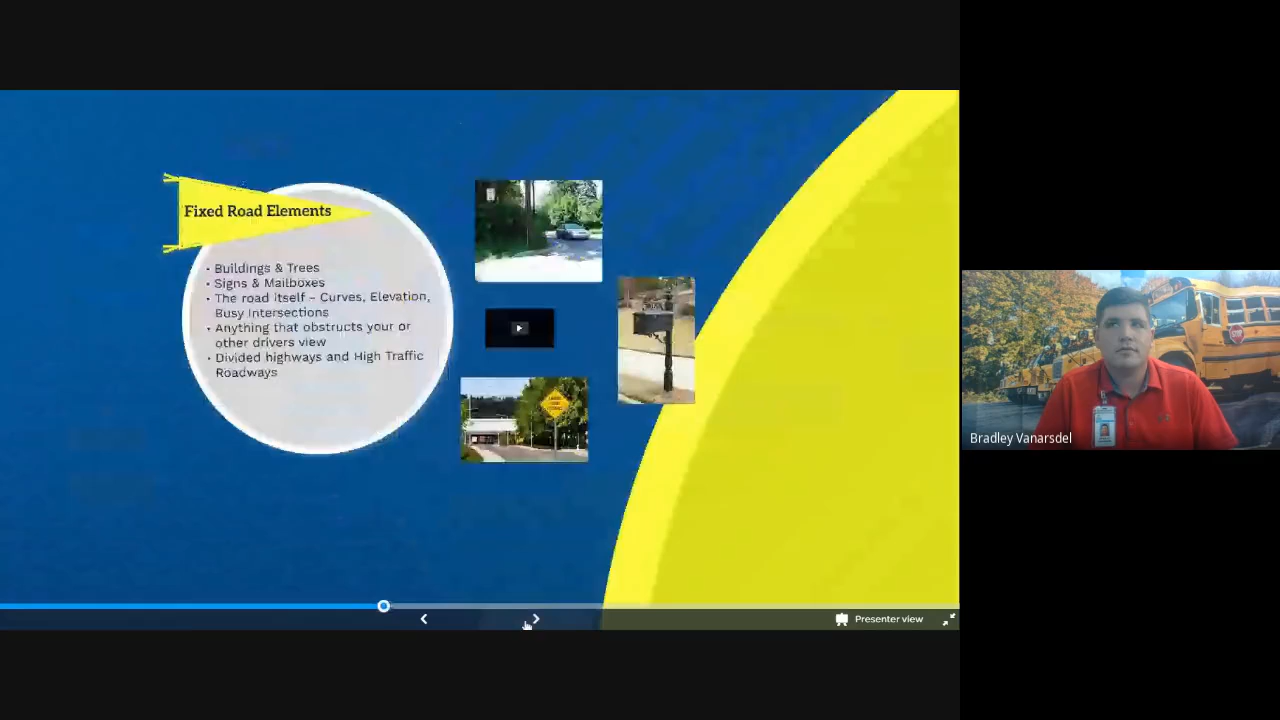 Fixed Road Elements
• Buildings & Trees
• Signs & Mailboxes
• The road itself – Curves, Elevation,
Busy Intersections
• Anything that obstructs your or
other drivers view
• Divided highways and High Traffic
Roadways
Presenter view
STOP
Bradley Vanarsdel